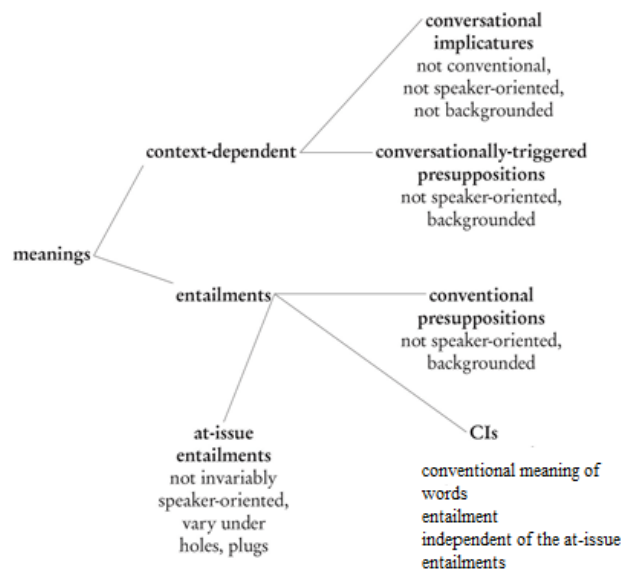 conversational
implicatures
not conventional,
not speaker-oriented,
not backgrounded
context-dependent
conversationally-triggered
presuppositions
not speaker-oriented,
backgrounded
meanings
entailments
conventional
presuppositions
not speaker-oriented,
backgrounded
at-issue
entailments
not invariably
speaker-oriented,
vary under
holes, plugs
CIs
conventional meaning of
words
entailment
independent of the at-issue
entailments